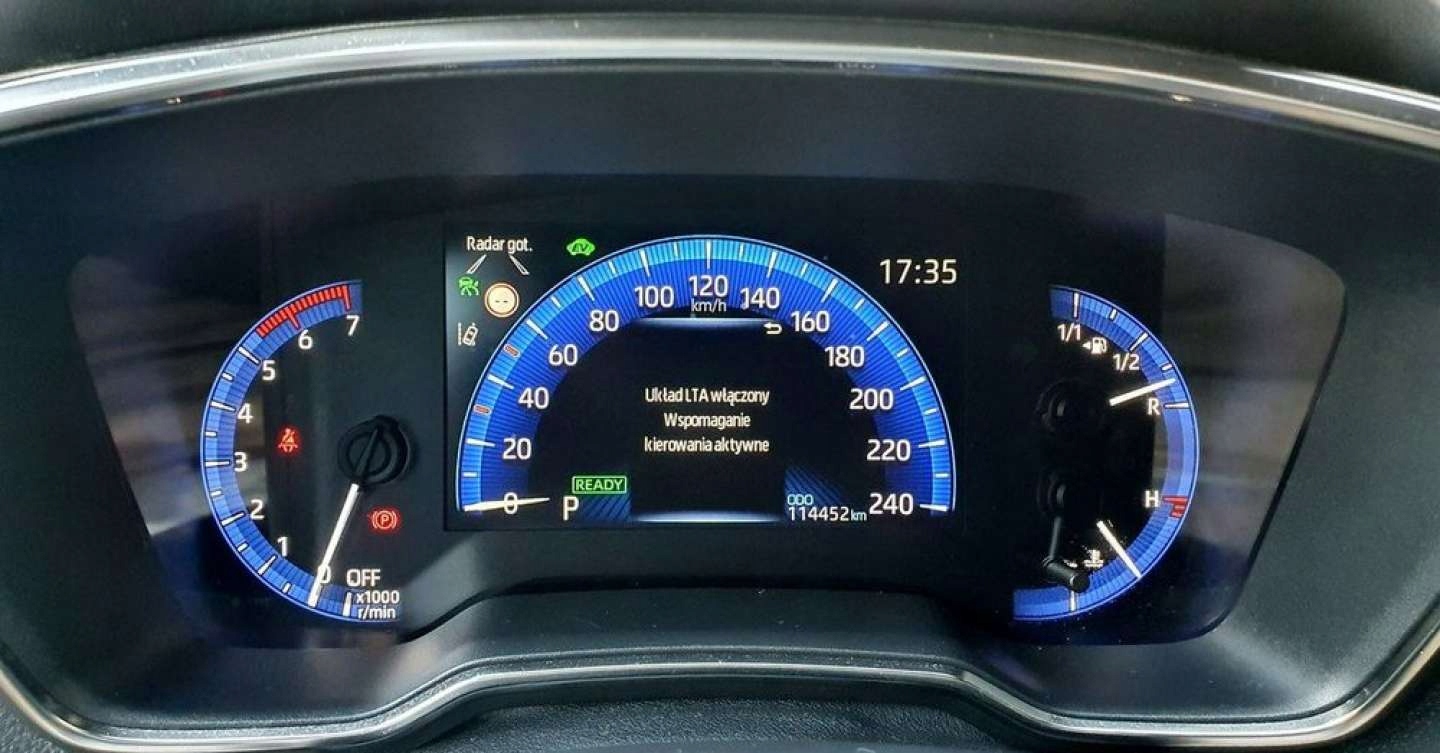 Radar got.
--
EV
17:35
7
6
5
4
3
2
1
0
OFF
x1000
r/min
P
0
20
40
60
80
100
120
140
160
180
200
220
240
km/h
Układ LTA włączony
Wspomaganie
kierowania aktywne
READY
P
ODO
114452 km
1/1
1/2
R
H